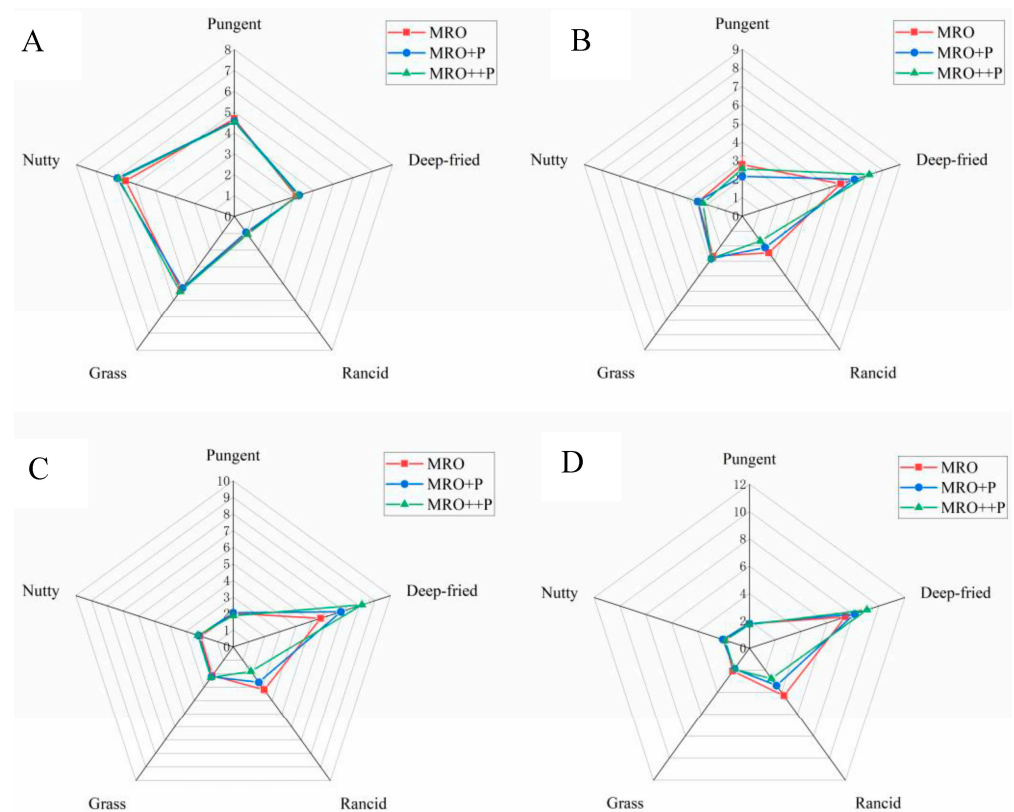 A
Pungent
MRO
MRO+P
MRO++P
8
7
6
5
4
3
2
1
0
Nutty
Deep-fried
Grass
Rancid
B
Pungent
MRO
MRO+P
MRO++P
9
8
7
6
5
4
3
2
1
0
Nutty
Deep-fried
Grass
Rancid
C
Pungent
MRO
MRO+P
MRO++P
10
9
8
7
6
5
4
3
2
1
0
Nutty
Deep-fried
Grass
Rancid
D
Pungent
MRO
MRO+P
MRO++P
12
10
8
6
4
2
0
Nutty
Deep-fried
Grass
Rancid